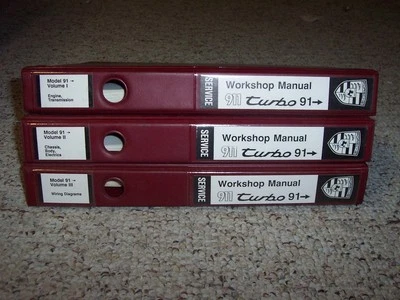 Model 91→
Volume I
Engine,
Transmission
SERVICE
Workshop Manual
911 turbo 91→
Model 91→
Volume II
Chassis,
Body,
Electrics
SERVICE
Workshop Manual
911 turbo 91→
Model 91→
Volume III
Wiring Diagrams
SERVICE
Workshop Manual
911 turbo 91→